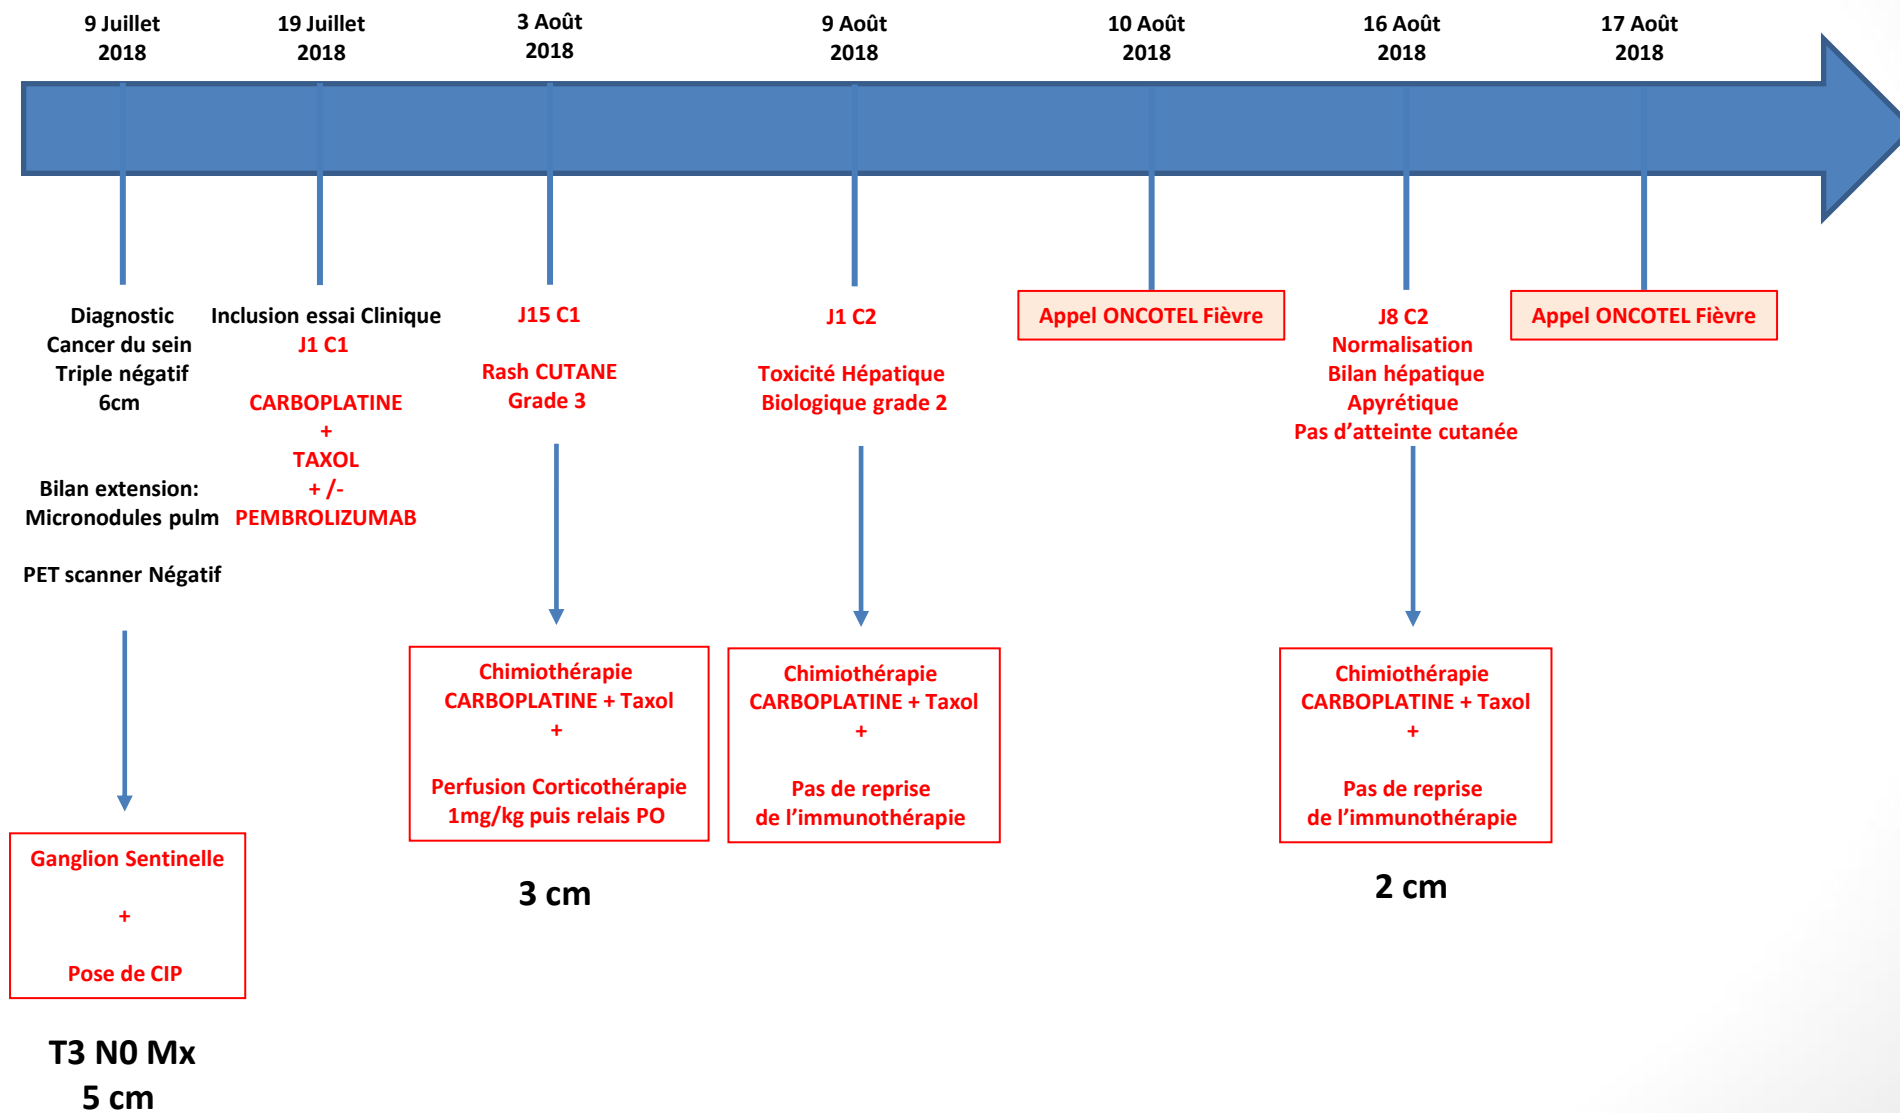 9 Juillet
2018
19 Juillet
2018
3 Août
2018
9 Août
2018
10 Août
2018
16 Août
2018
17 Août
2018
Diagnostic
Cancer du sein
Triple négatif
6cm
Bilan extension:
Micronodules pulm
PET scanner Négatif
Ganglion Sentinelle
+
Pose de CIP
T3 N0 Mx
5 cm
Inclusion essai Clinique
J1 C1
CARBOPLATINE
+
TAXOL
+ /-
PEMBROLIZUMAB
J15 C1
Rash CUTANE
Grade 3
Chimiothérapie
CARBOPLATINE + Taxol
+
Perfusion Corticothérapie
1mg/kg puis relais PO
3 cm
J1 C2
Toxicité Hépatique
Biologique grade 2
Chimiothérapie
CARBOPLATINE + Taxol
+
Pas de reprise
de l’immunothérapie
Appel ONCOTEL Fièvre
J8 C2
Normalisation
Bilan hépatique
Apyrétique
Pas d’atteinte cutanée
Chimiothérapie
CARBOPLATINE + Taxol
+
Pas de reprise
de l’immunothérapie
2 cm
Appel ONCOTEL Fièvre